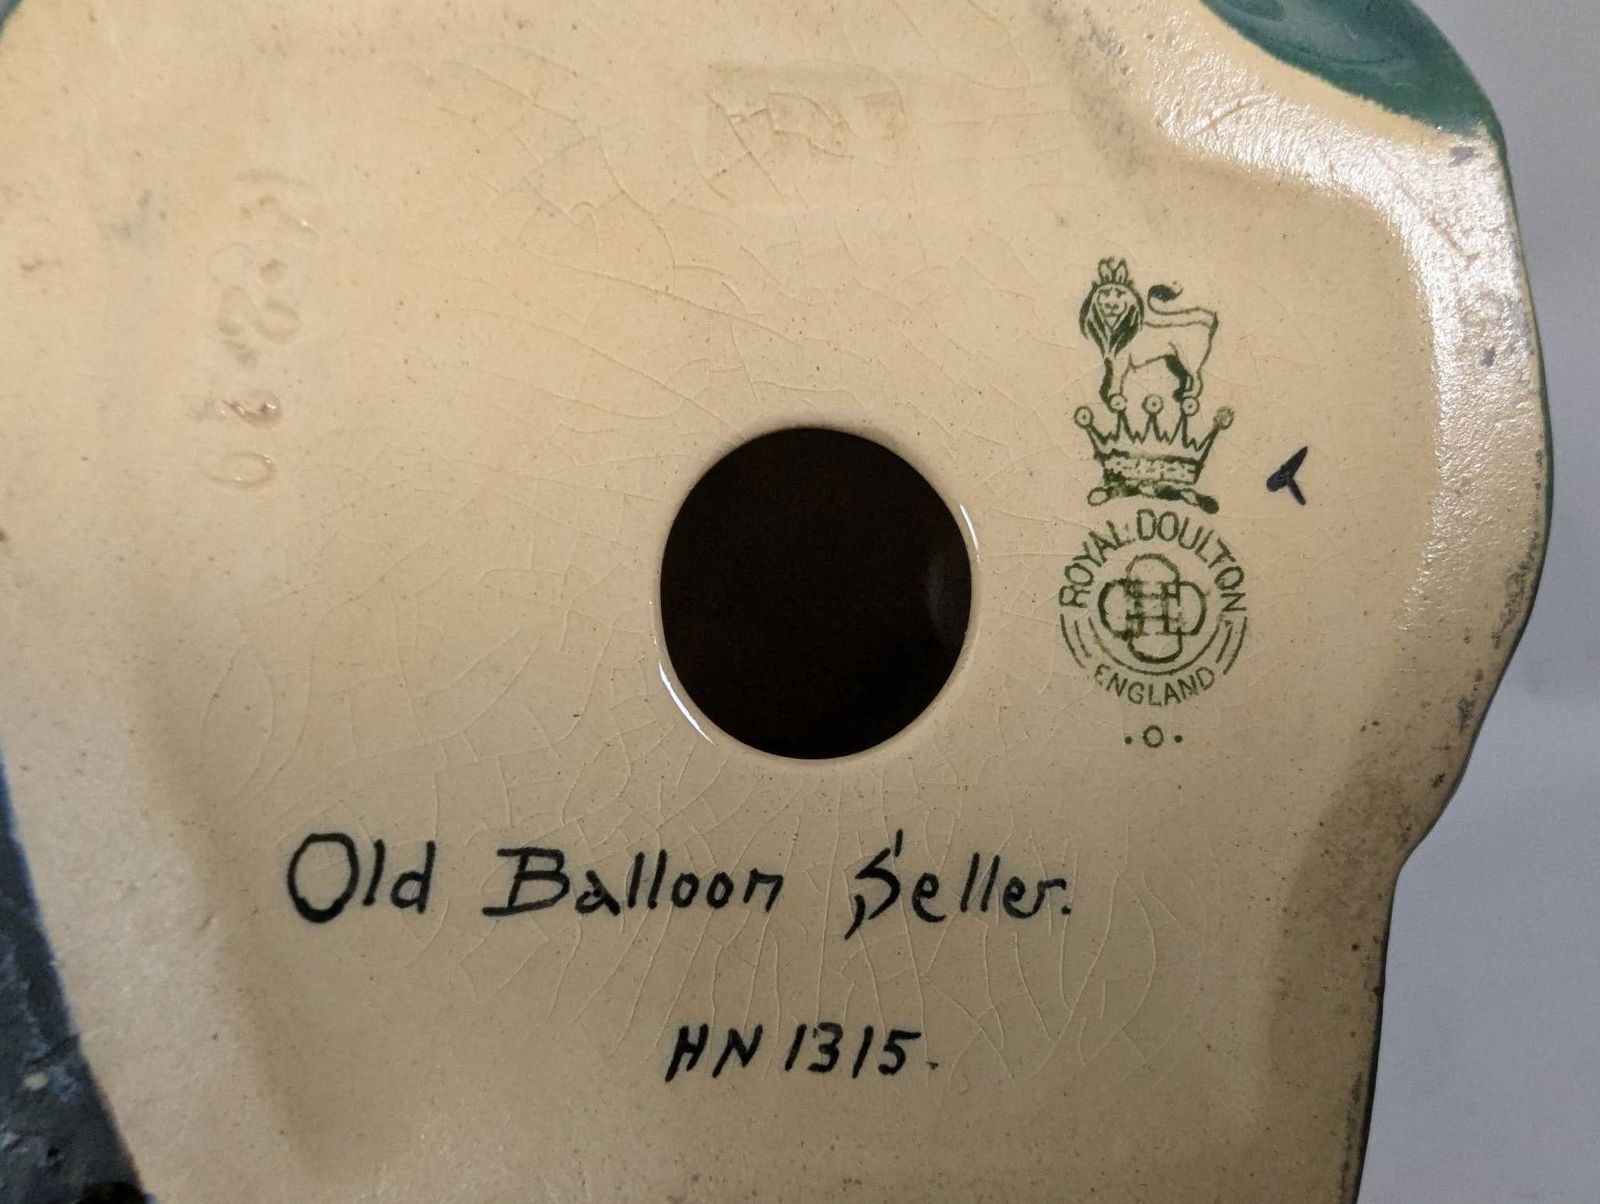 ROYAL DOULTON
ENGLAND
.O.
Old Balloon Seller.
HN 1315.